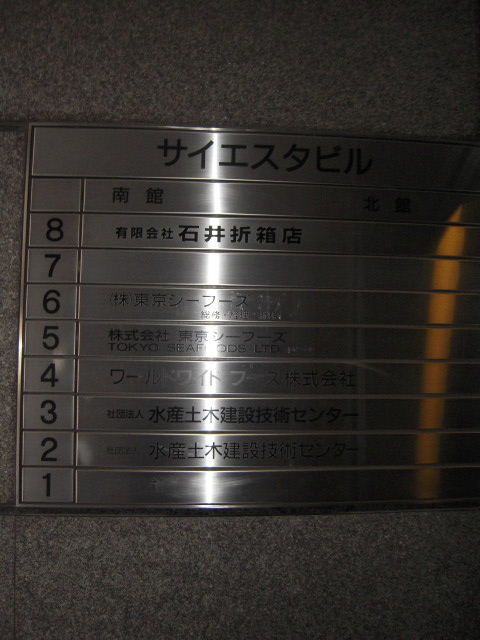 サイエスタビル
南館 北館
8 有限会社 石井折箱店
7
6 (株)東京シーフーズ
5 株式会社 東京シーフーズ
TOKYO SEAFOODS LTD.
4 ワールドワイドフーズ株式会社
3 社団法人 水産土木建設技術センター
2 社団法人 水産土木建設技術センター
1